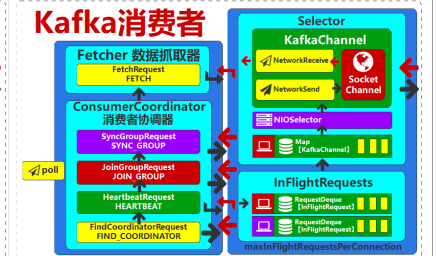 Kafka消费者
Fetcher 数据抓取器
FetchRequest
FETCH
ConsumerCoordinator
消费者协调器
SyncGroupRequest
SYNC_GROUP
JoinGroupRequest
JOIN GROUP
HeartbeatRequest
HEARTBEAT
FindCoordinatorRequest
FIND_COORDINATOR
poll
Selector
KafkaChannel
NetworkReceive
NetworkSend
Socket
Channel
NIOSelector
Map
【KafkaChannel】
InFlightRequests
RequestDeque
【InFlightRequest】
RequestDeque
【InFlightRequest】
maxInFlightRequestsPerConnection